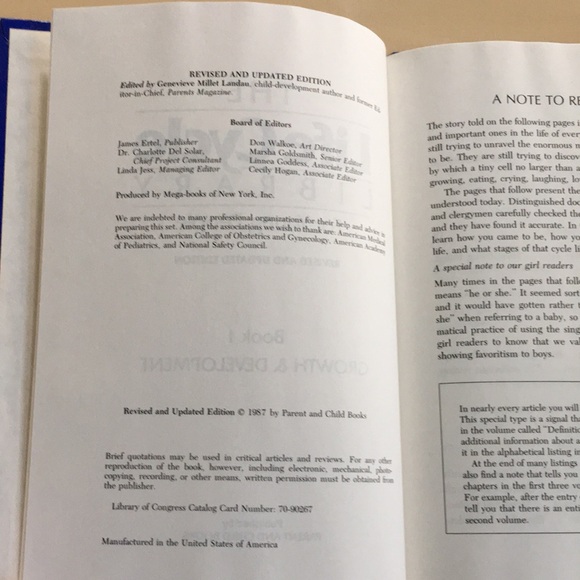 REVISED AND UPDATED EDITION
Edited by Genevieve Millet Landau, child-development author and former Ed-
itor-in-Chief, Parents Magazine.
Board of Editors
James Ertel, Publisher
Dr. Charlotte Del Solar,
Chief Project Consultant
Linda Jess, Managing Editor
Don Walkoe, Art Director
Marsha Goldsmith, Senior Editor
Linnea Goddess, Associate Editor
Cecily Hogan, Associate Editor
Produced by Mega-books of New York, Inc.
We are indebted to many professional organizations for their help and advice in
preparing this set. Among the associations we wish to thank are: American Medical
Association, American College of Obstetrics and Gynecology, American Academy
of Pediatrics, and National Safety Council.
Revised and Updated Edition © 1987 by Parent and Child Books
Brief quotations may be used in critical articles and reviews. For any other
reproduction of the book, however, including electronic, mechanical, photo-
copying, recording, or other means, written permission must be obtained from
the publisher.
Library of Congress Catalog Card Number: 70-90267
Manufactured in the United States of America
A NOTE TO RE
The story told on the following pages i
and important ones in the life of ever
still trying to unravel the enormous m
to be. They are still trying to discov
by which a tiny cell no larger than a
growing, eating, crying, laughing, lo
The pages that follow present the
understood today. Distinguished doc
and clergymen carefully checked th
and they have found it accurate. In
learn how you came to be, how yo
life, and what stages of that cycle li
A special note to our girl readers
Many times in the pages that foll
means "he or she." It seemed sort
and it would have gotten rather t
she" when referring to a baby, so
matical practice of using the sing
girl readers to know that we val
showing favoritism to boys.
In nearly every article you will
This special type is a signal tha
in the volume called "Definitio
additional information about a
it in the alphabetical listing in
At the end of many listings
also find a note that tells you
chapters in the first three vo
For example, after the entry
tell you that there is an enti
second volume.